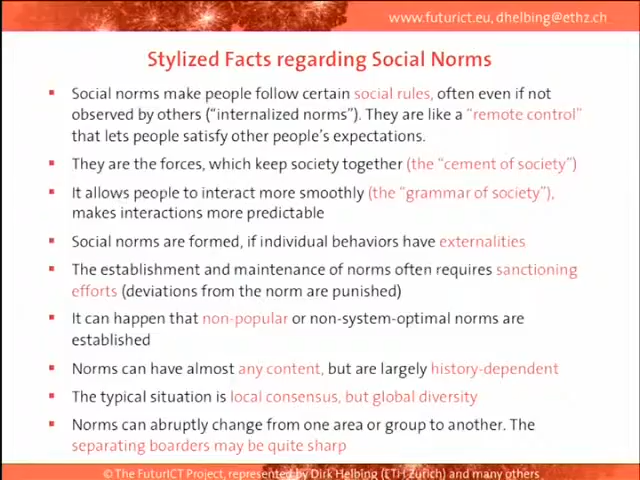 www.futurict.eu, dhelbing@ethz.ch
Stylized Facts regarding Social Norms
Social norms make people follow certain social rules, often even if not
observed by others ("internalized norms"). They are like a "remote control"
that lets people satisfy other people's expectations.
They are the forces, which keep society together (the "cement of society")
It allows people to interact more smoothly (the "grammar of society"),
makes interactions more predictable
Social norms are formed, if individual behaviors have externalities
The establishment and maintenance of norms often requires sanctioning
efforts (deviations from the norm are punished)
It can happen that non-popular or non-system-optimal norms are
established
Norms can have almost any content, but are largely history-dependent
The typical situation is local consensus, but global diversity
Norms can abruptly change from one area or group to another. The
separating boarders may be quite sharp
© The FuturICT Project, represented by Dirk Helbing (ETH Zurich) and many others